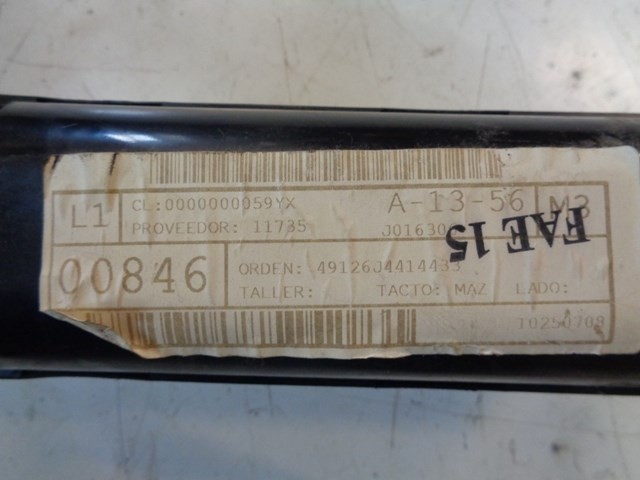 L1 CL:0000000059YX A-13-56 M3
PROVEEDOR: 11735 J01630
FAE 15
00846 ORDEN: 49126J4414433
TALLER: TACTO: MAZ LADO:
T0250708